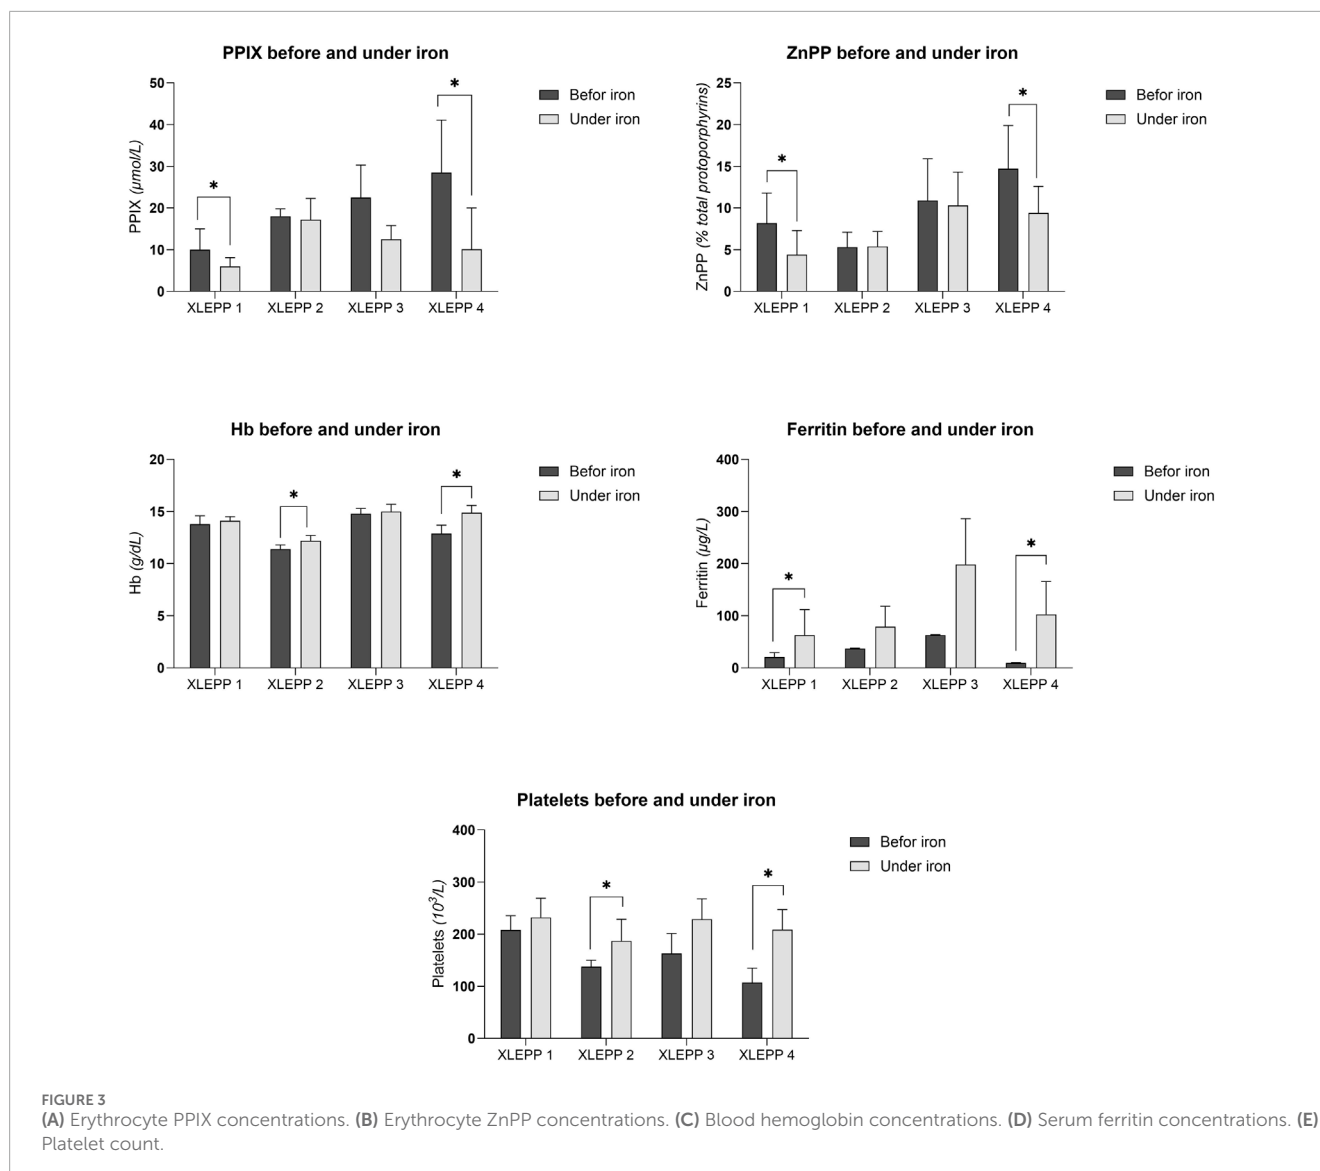 PPIX before and under iron
50
40
30
20
10
0
PPIX (µmol/L)
*
*
XLEPP 1 XLEPP 2 XLEPP 3 XLEPP 4
Befor iron
Under iron
ZnPP before and under iron
25
20
15
10
5
0
ZnPP (% total protoporphyrins)
*
*
XLEPP 1 XLEPP 2 XLEPP 3 XLEPP 4
Befor iron
Under iron
Hb before and under iron
20
15
10
5
0
Hb (g/dL)
*
*
XLEPP 1 XLEPP 2 XLEPP 3 XLEPP 4
Befor iron
Under iron
Ferritin before and under iron
400
300
200
100
0
Ferritin (µg/L)
*
*
XLEPP 1 XLEPP 2 XLEPP 3 XLEPP 4
Befor iron
Under iron
Platelets before and under iron
400
300
200
100
0
Platelets (10³/L)
*
*
XLEPP 1 XLEPP 2 XLEPP 3 XLEPP 4
Befor iron
Under iron
FIGURE 3
(A) Erythrocyte PPIX concentrations. (B) Erythrocyte ZnPP concentrations. (C) Blood hemoglobin concentrations. (D) Serum ferritin concentrations. (E)
Platelet count.